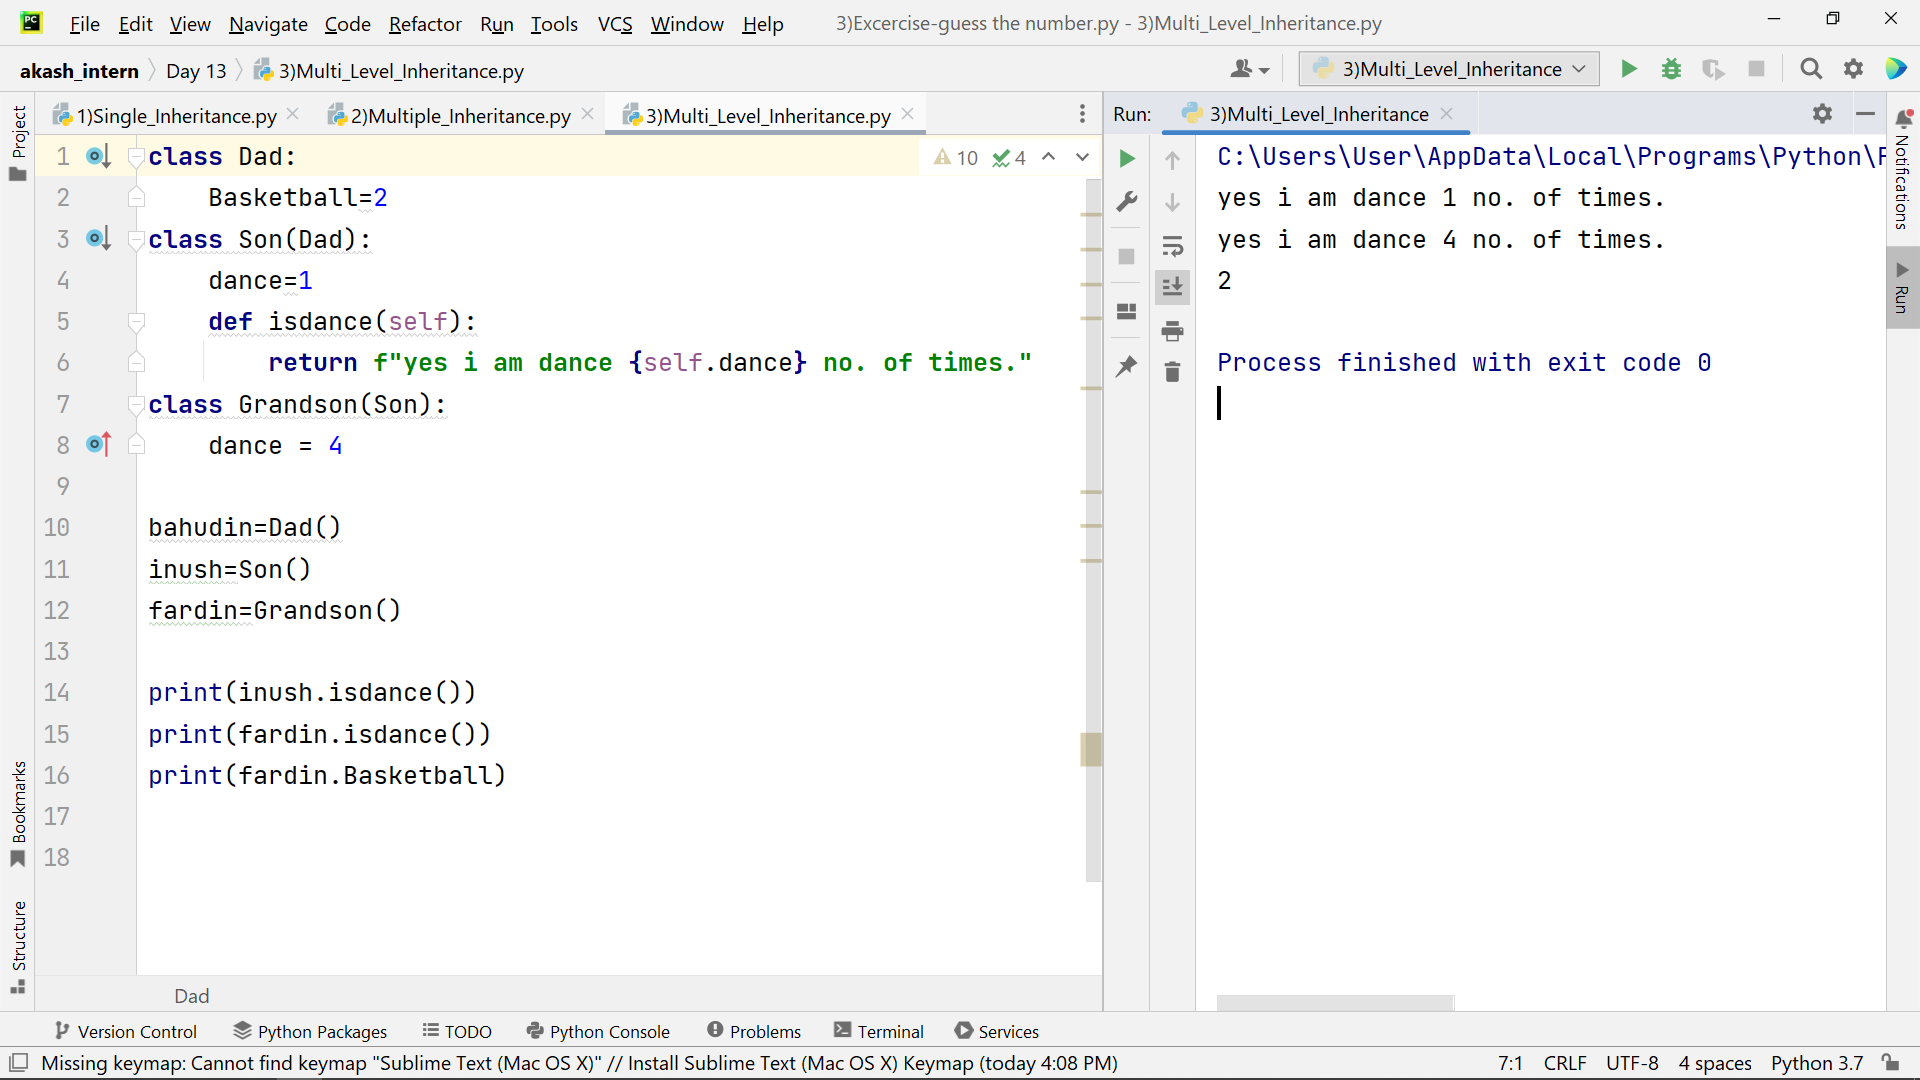 PC File Edit View Navigate Code Refactor Run Tools VCS Window Help 3)Excercise-guess the number.py - 3)Multi_Level_Inheritance.py
akash_intern Day 13 3)Multi_Level_Inheritance.py 3)Multi_Level_Inheritance
Project
1)Single_Inheritance.py 2)Multiple_Inheritance.py 3)Multi_Level_Inheritance.py
10 4
1 class Dad:
2     Basketball=2
3 class Son(Dad):
4     dance=1
5     def isdance(self):
6         return f"yes i am dance {self.dance} no. of times."
7 class Grandson(Son):
8     dance = 4
9
10 bahudin=Dad()
11 inush=Son()
12 fardin=Grandson()
13
14 print(inush.isdance())
15 print(fardin.isdance())
16 print(fardin.Basketball)
17
18
Dad
Bookmarks
Structure
Run: 3)Multi_Level_Inheritance
C:\Users\User\AppData\Local\Programs\Python\
yes i am dance 1 no. of times.
yes i am dance 4 no. of times.
2
Process finished with exit code 0
Notifications
Run
Version Control Python Packages TODO Python Console Problems Terminal Services
Missing keymap: Cannot find keymap "Sublime Text (Mac OS X)" // Install Sublime Text (Mac OS X) Keymap (today 4:08 PM) 7:1 CRLF UTF-8 4 spaces Python 3.7